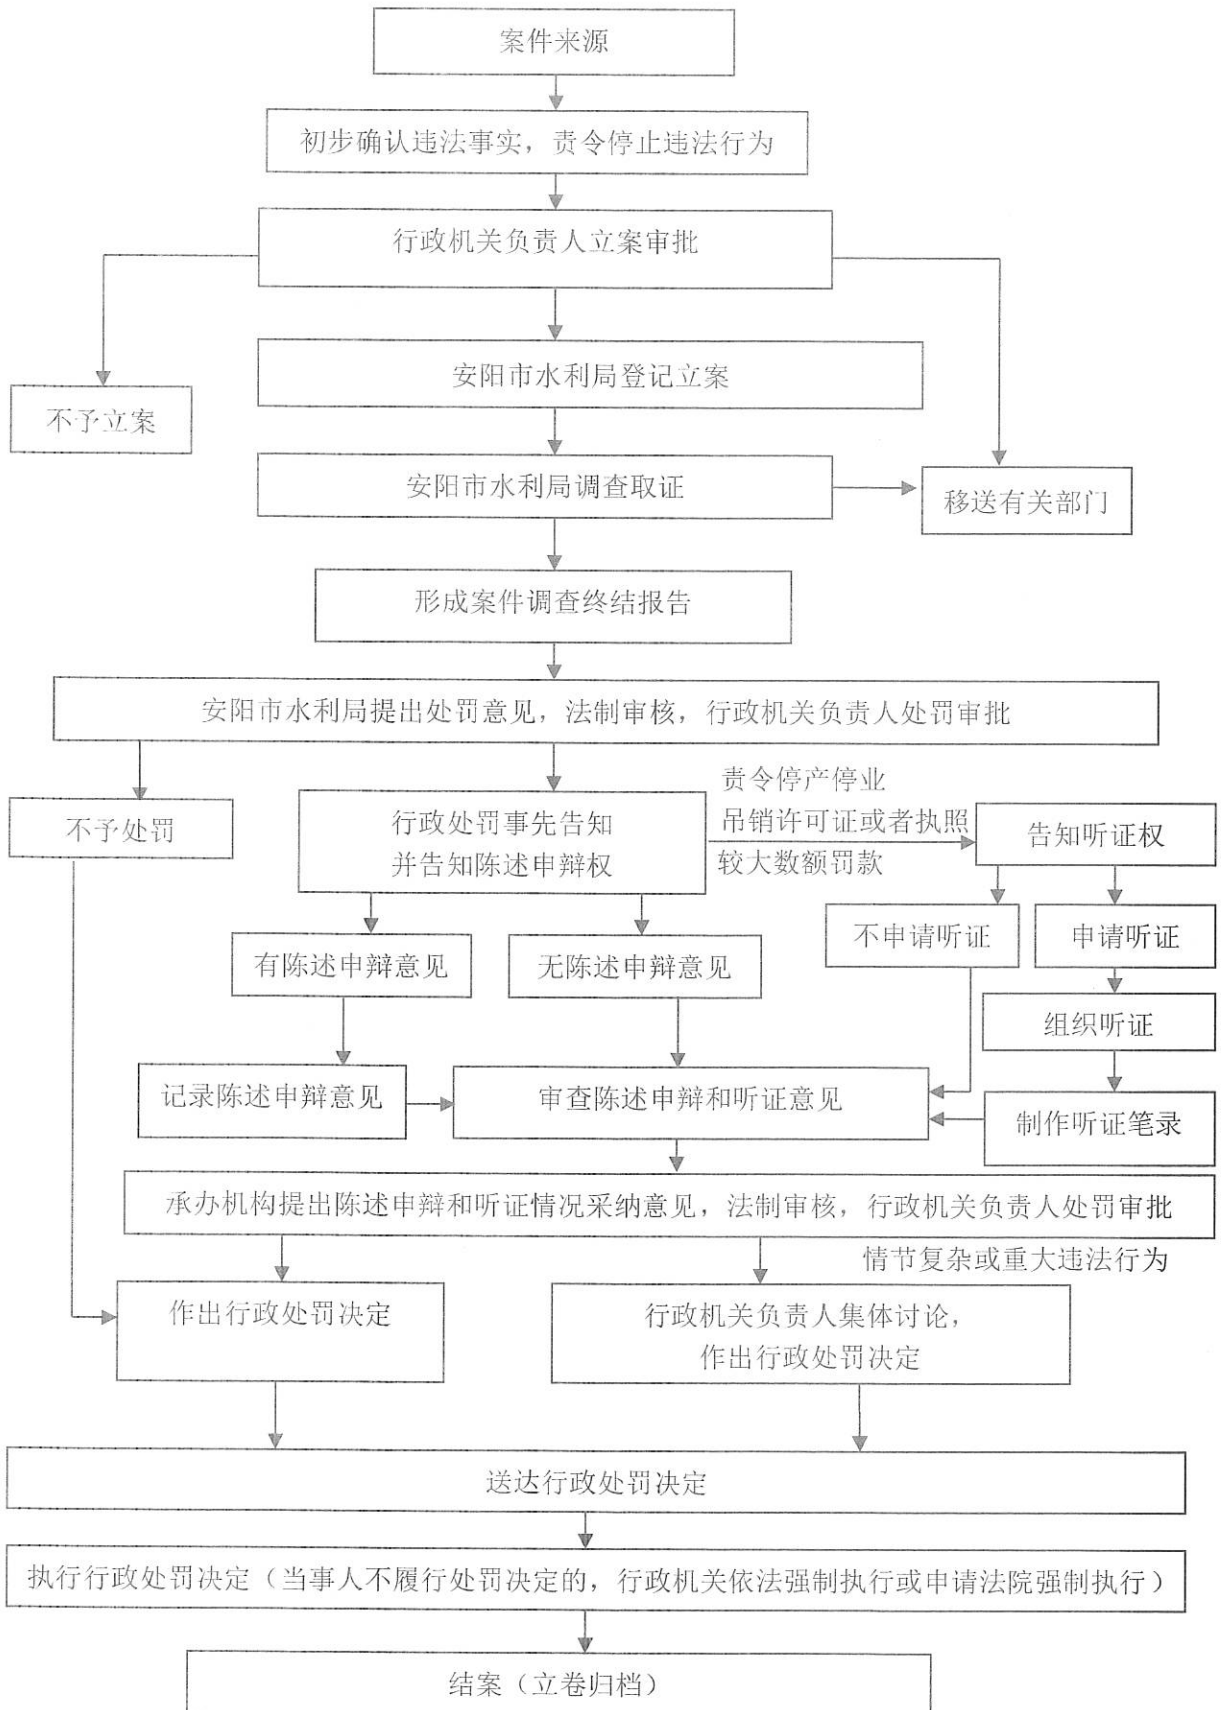 案件来源
初步确认违法事实，责令停止违法行为
行政机关负责人立案审批
安阳市水利局登记立案
不予立案
安阳市水利局调查取证
移送有关部门
形成案件调查终结报告
安阳市水利局提出处罚意见，法制审核，行政机关负责人处罚审批
不予处罚
行政处罚事先告知
并告知陈述申辩权
责令停产停业
吊销许可证或者执照
较大数额罚款
告知听证权
不申请听证
申请听证
有陈述申辩意见
无陈述申辩意见
组织听证
记录陈述申辩意见
审查陈述申辩和听证意见
制作听证笔录
承办机构提出陈述申辩和听证情况采纳意见，法制审核，行政机关负责人处罚审批
情节复杂或重大违法行为
作出行政处罚决定
行政机关负责人集体讨论，
作出行政处罚决定
送达行政处罚决定
执行行政处罚决定（当事人不履行处罚决定的，行政机关依法强制执行或申请法院强制执行）
结案（立卷归档）